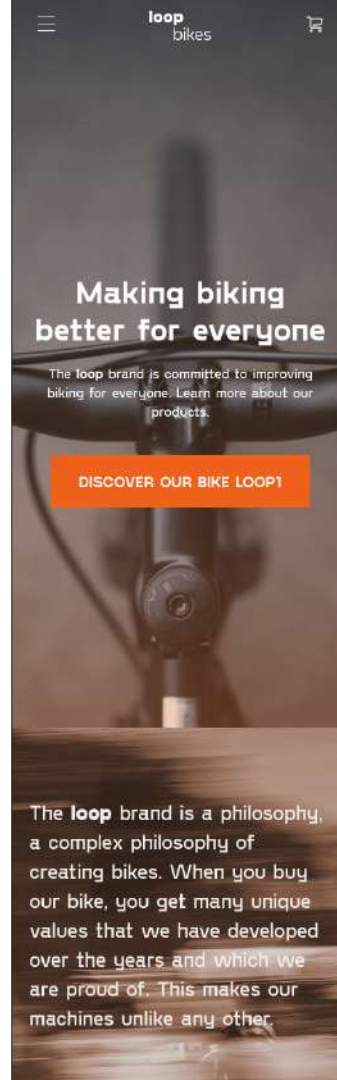 loop
bikes
Making biking
better for everyone
The loop brand is committed to improving
biking for everyone. Learn more about our
products.
DISCOVER OUR BIKE LOOP1
The loop brand is a philosophy,
a complex philosophy of
creating bikes. When you buy
our bike, you get many unique
values that we have developed
over the years and which we
are proud of. This makes our
machines unlike any other.